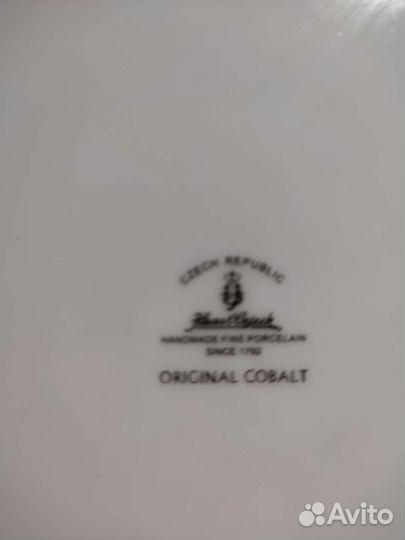 CZECH REPUBLIC
HANDMADE FINE PORCELAIN
SINCE 1792
ORIGINAL COBALT
Avito